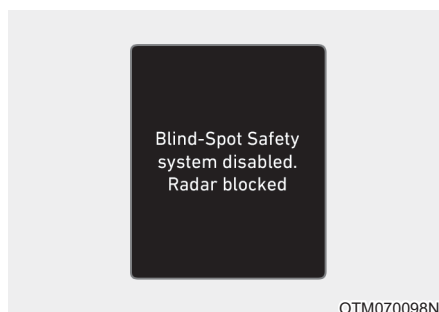 Blind-Spot Safety
system disabled.
Radar blocked
OTM070098N